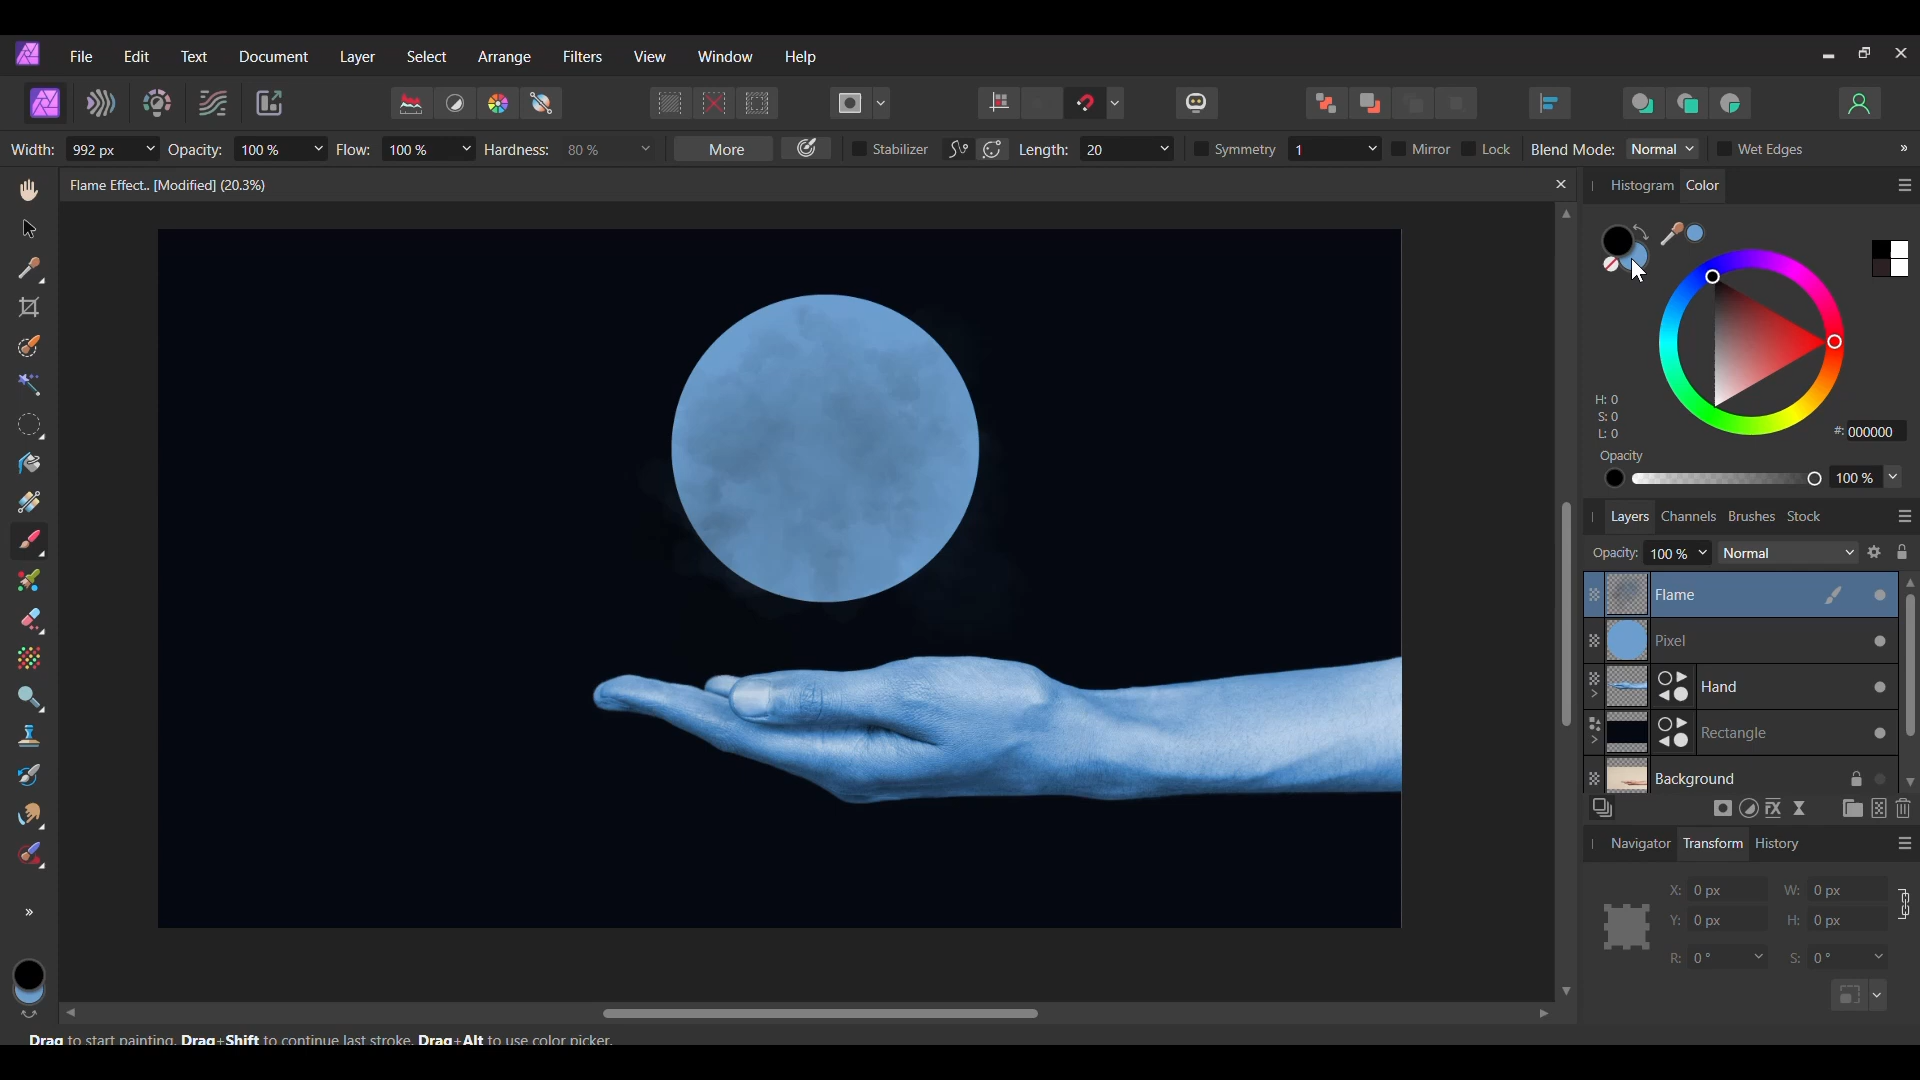 File Edit Text Document Layer Select Arrange Filters View Window Help
Width: 992 px Opacity: 100 % Flow: 100 % Hardness: 80 % More Stabilizer Length: 20 Symmetry 1 Mirror Lock Blend Mode: Normal Wet Edges »
Flame Effect.. [Modified] (20.3%)
Histogram Color
H: 0
S: 0
L: 0
#: 000000
Opacity
100 %
Layers Channels Brushes Stock
Opacity: 100 % Normal
Flame
Pixel
Hand
Rectangle
Background
Navigator Transform History
X: 0 px W: 0 px
Y: 0 px H: 0 px
R: 0 ° S: 0 °
Drag to start painting. Drag+Shift to continue last stroke. Drag+Alt to use color picker.